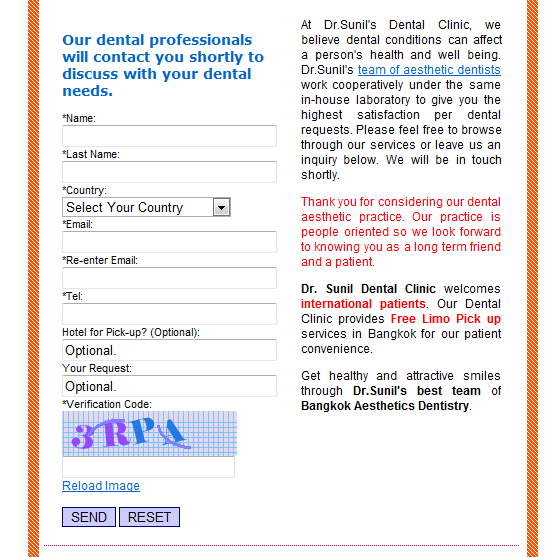 Our dental professionals
will contact you shortly to
discuss with your dental
needs.
*Name:
*Last Name:
*Country:
Select Your Country
*Email:
*Re-enter Email:
*Tel:
Hotel for Pick-up? (Optional):
Optional.
Your Request:
Optional.
*Verification Code:
3RPA
Reload Image
SEND RESET
At Dr.Sunil's Dental Clinic, we
believe dental conditions can affect
a person's health and well being.
Dr.Sunil's team of aesthetic dentists
work cooperatively under the same
in-house laboratory to give you the
highest satisfaction per dental
requests. Please feel free to browse
through our services or leave us an
inquiry below. We will be in touch
shortly.
Thank you for considering our dental
aesthetic practice. Our practice is
people oriented so we look forward
to knowing you as a long term friend
and a patient.
Dr. Sunil Dental Clinic welcomes
international patients. Our Dental
Clinic provides Free Limo Pick up
services in Bangkok for our patient
convenience.
Get healthy and attractive smiles
through Dr.Sunil's best team of
Bangkok Aesthetics Dentistry.